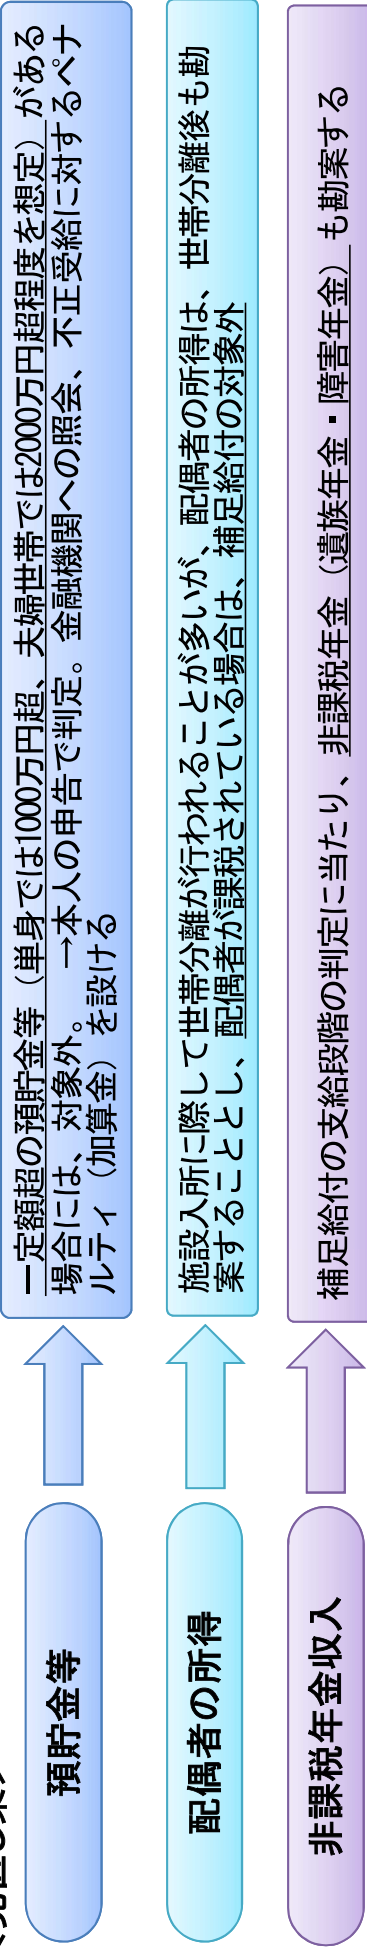 預貯金等
一定額超の預貯金等（単身では1000万円超、夫婦世帯では2000万円超程度を想定）がある
場合には、対象外。 →本人の申告で判定。金融機関への照会、不正受給に対するペナ
ルティ（加算金）を設ける
配偶者の所得
施設入所に際して世帯分離が行われることが多いが、配偶者の所得は、世帯分離後も勘
案することとし、配偶者が課税されている場合は、補足給付の対象外
非課税年金収入
補足給付の支給段階の判定に当たり、非課税年金（遺族年金・障害年金）も勘案する